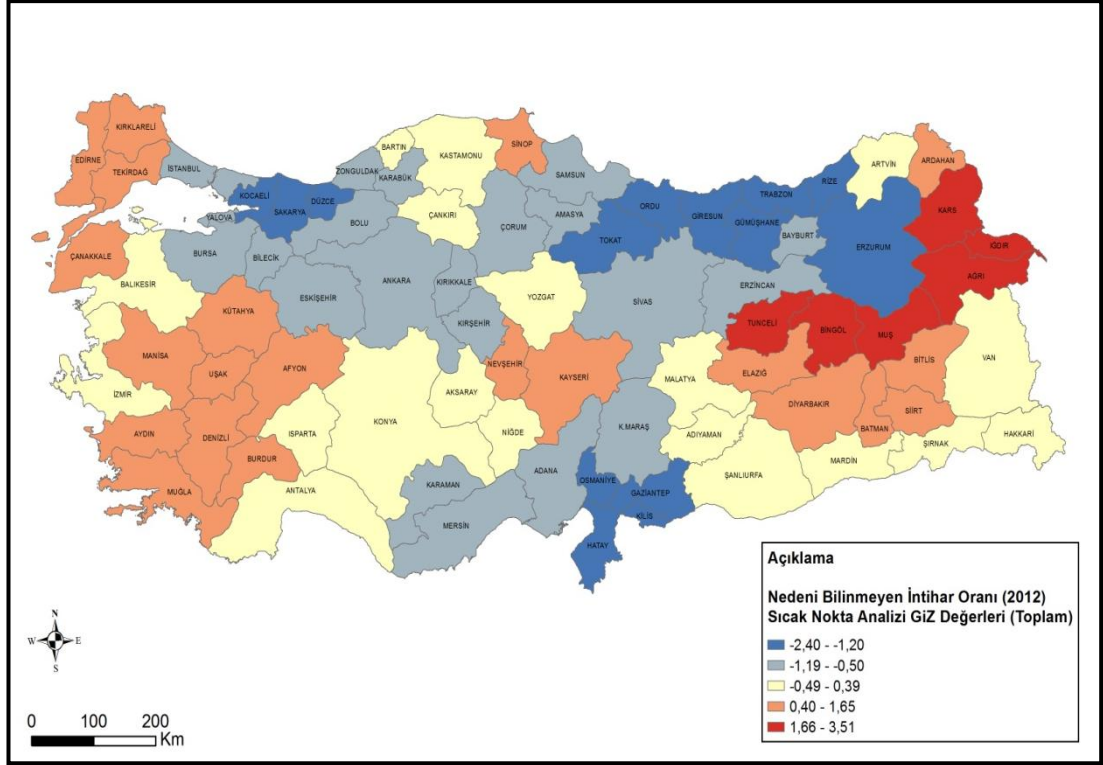 KIRKLARELİ
EDİRNE
TEKİRDAĞ
İSTANBUL
KOCAELİ
YALOVA
SAKARYA
DÜZCE
ZONGULDAK
BARTIN
KARABÜK
KASTAMONU
SİNOP
SAMSUN
ÇANKIRI
BOLU
ÇORUM
AMASYA
TOKAT
ORDU
GİRESUN
GÜMÜŞHANE
TRABZON
RİZE
BAYBURT
ARTVİN
ARDAHAN
KARS
IĞDIR
AĞRI
ERZURUM
ERZİNCAN
ÇANAKKALE
BALIKESİR
BURSA
BİLECİK
ESKİŞEHİR
ANKARA
KIRIKKALE
KIRŞEHİR
YOZGAT
SİVAS
TUNCELİ
BİNGÖL
MUŞ
BİTLİS
VAN
KÜTAHYA
MANİSA
UŞAK
AFYON
İZMİR
AYDIN
DENİZLİ
MUĞLA
BURDUR
ISPARTA
ANTALYA
KONYA
AKSARAY
NEVŞEHİR
KAYSERİ
NİĞDE
KARAMAN
MERSİN
ADANA
K.MARAŞ
OSMANİYE
GAZİANTEP
KİLİS
HATAY
MALATYA
ADIYAMAN
ŞANLIURFA
ELAZIĞ
DİYARBAKIR
BATMAN
SİİRT
MARDİN
ŞIRNAK
HAKKARİ
N
W E
S
0 100 200
Km
Açıklama
Nedeni Bilinmeyen İntihar Oranı (2012)
Sıcak Nokta Analizi GiZ Değerleri (Toplam)
-2,40 - -1,20
-1,19 - -0,50
-0,49 - 0,39
0,40 - 1,65
1,66 - 3,51